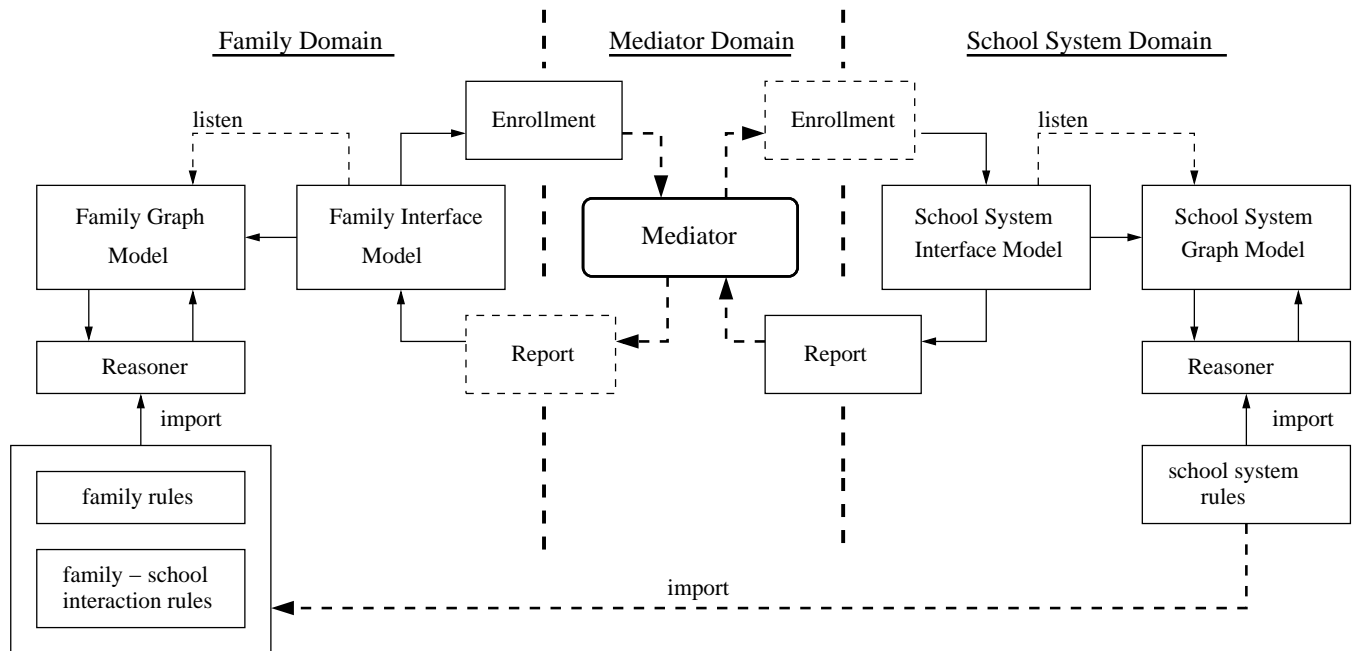 Family Domain
Mediator Domain
School System Domain
Enrollment
Enrollment
listen
listen
Family Graph
Model
Family Interface
Model
Mediator
School System
Interface Model
School System
Graph Model
Report
Report
Reasoner
Reasoner
import
import
family rules
school system
rules
family – school
interaction rules
import